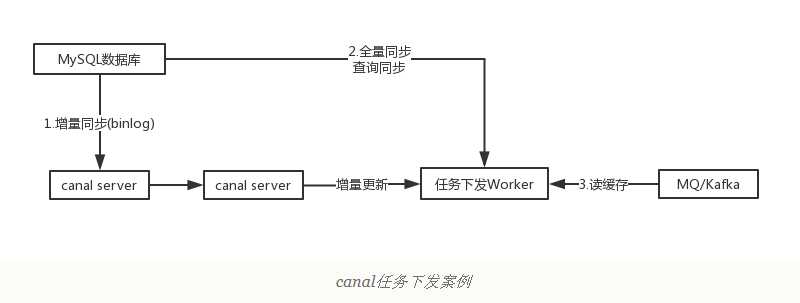 MySQL数据库
2.全量同步
查询同步
1.增量同步(binlog)
canal server
canal server
增量更新
任务下发Worker
3.读缓存
MQ/Kafka
canal任务下发案例